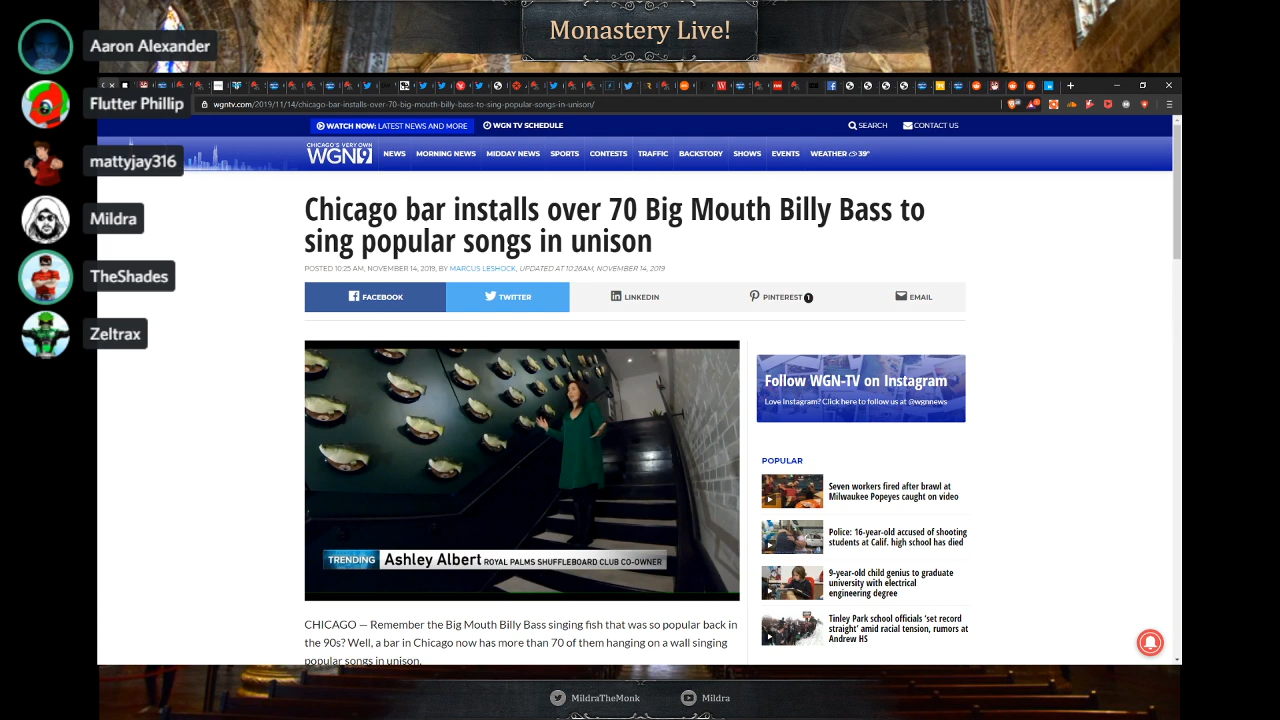 Monastery Live!
Aaron Alexander
Flutter Phillip
mattyjay316
Mildra
TheShades
Zeltrax
wgntv.com/2019/11/14/chicago-bar-installs-over-70-big-mouth-billy-bass-to-sing-popular-songs-in-unison/
WATCH NOW: LATEST NEWS AND MORE
WGN TV SCHEDULE
SEARCH
CONTACT US
CHICAGO'S VERY OWN
WGN9
NEWS MORNING NEWS MIDDAY NEWS SPORTS CONTESTS TRAFFIC BACKSTORY SHOWS EVENTS WEATHER 39°
Chicago bar installs over 70 Big Mouth Billy Bass to
sing popular songs in unison
POSTED 10:25 AM, NOVEMBER 14, 2019, BY MARCUS LESHOCK, UPDATED AT 10:26AM, NOVEMBER 14, 2019
FACEBOOK
TWITTER
LINKEDIN
PINTEREST 1
EMAIL
TRENDING Ashley Albert ROYAL PALMS SHUFFLEBOARD CLUB CO-OWNER
CHICAGO — Remember the Big Mouth Billy Bass singing fish that was so popular back in
the 90s? Well, a bar in Chicago now has more than 70 of them hanging on a wall singing
popular songs in unison.
Follow WGN-TV on Instagram
Love Instagram? Click here to follow us at @wgnnews
POPULAR
Seven workers fired after brawl at
Milwaukee Popeyes caught on video
Police: 16-year-old accused of shooting
students at Calif. high school has died
9-year-old child genius to graduate
university with electrical
engineering degree
Tinley Park school officials 'set record
straight' amid racial tension, rumors at
Andrew HS
MildraTheMonk
Mildra